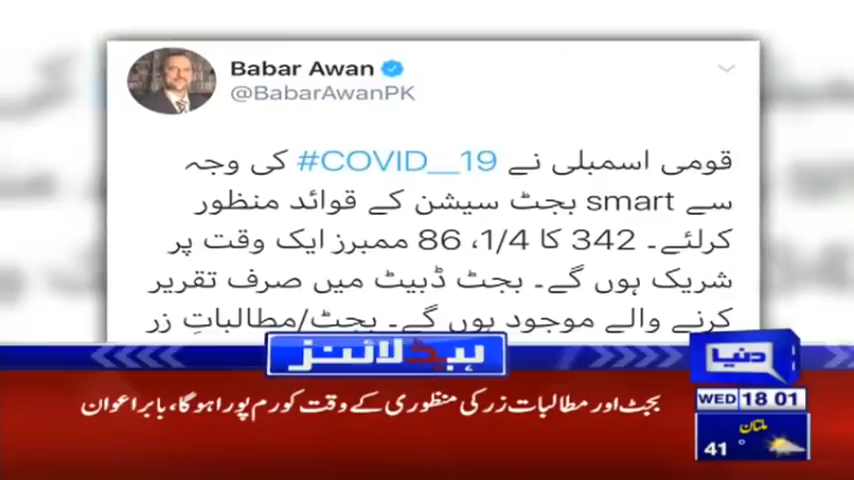 Babar Awan
@BabarAwanPK
قومی اسمبلی نے #COVID__19 کی وجہ
سے smart بجٹ سیشن کے قوائد منظور
کرلئے۔ 342 کا 1/4، 86 ممبرز ایک وقت پر
شریک ہوں گے۔ بجٹ ڈبیٹ میں صرف تقریر
کرنے والے موجود ہوں گے۔ بجٹ/مطالباتِ زر
ہیڈلائنز
دنیا
بجٹ اور مطالبات زر کی منظوری کے وقت کورم پورا ہوگا، بابر اعوان
WED 18 01
ملتان
41°